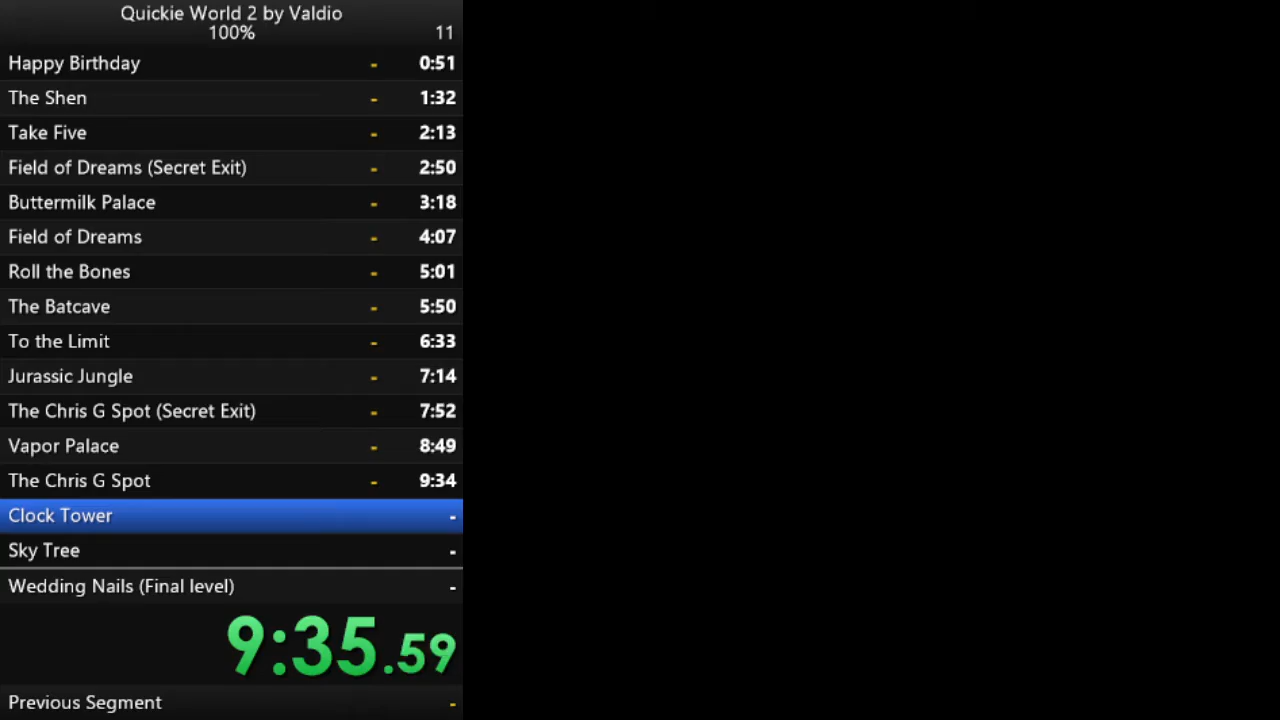 Quickie World 2 by Valdio
100% 11
Happy Birthday - 0:51
The Shen - 1:32
Take Five - 2:13
Field of Dreams (Secret Exit) - 2:50
Buttermilk Palace - 3:18
Field of Dreams - 4:07
Roll the Bones - 5:01
The Batcave - 5:50
To the Limit - 6:33
Jurassic Jungle - 7:14
The Chris G Spot (Secret Exit) - 7:52
Vapor Palace - 8:49
The Chris G Spot - 9:34
Clock Tower -
Sky Tree -
Wedding Nails (Final level) -
9:35.59
Previous Segment -